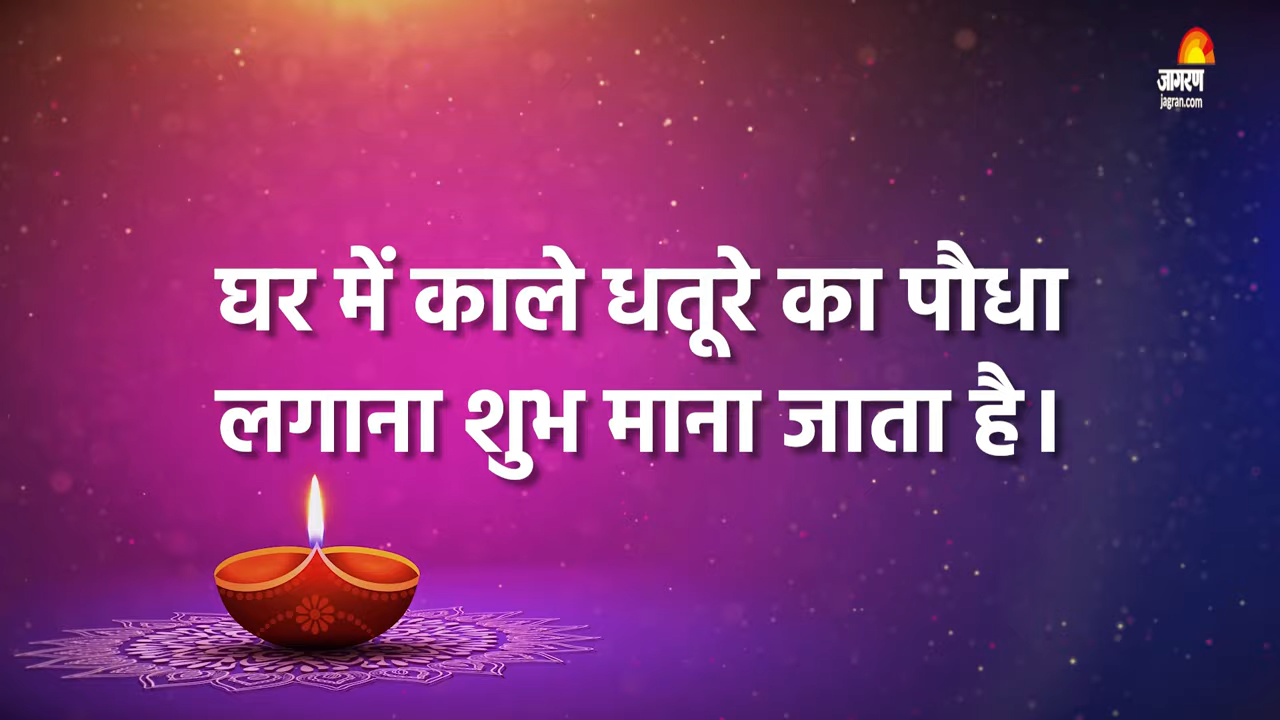 जागरण
jagran.com
घर में काले धतूरे का पौधा
लगाना शुभ माना जाता है।